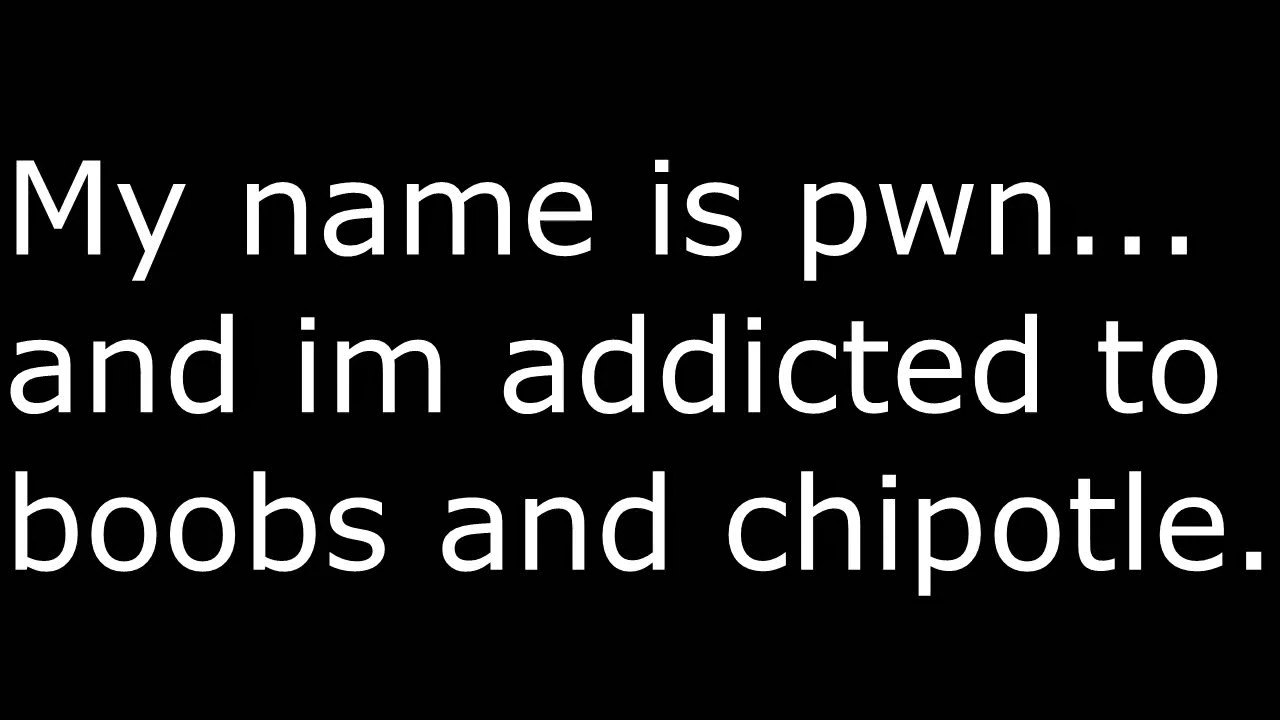 My name is pwn...
and im addicted to
boobs and chipotle.